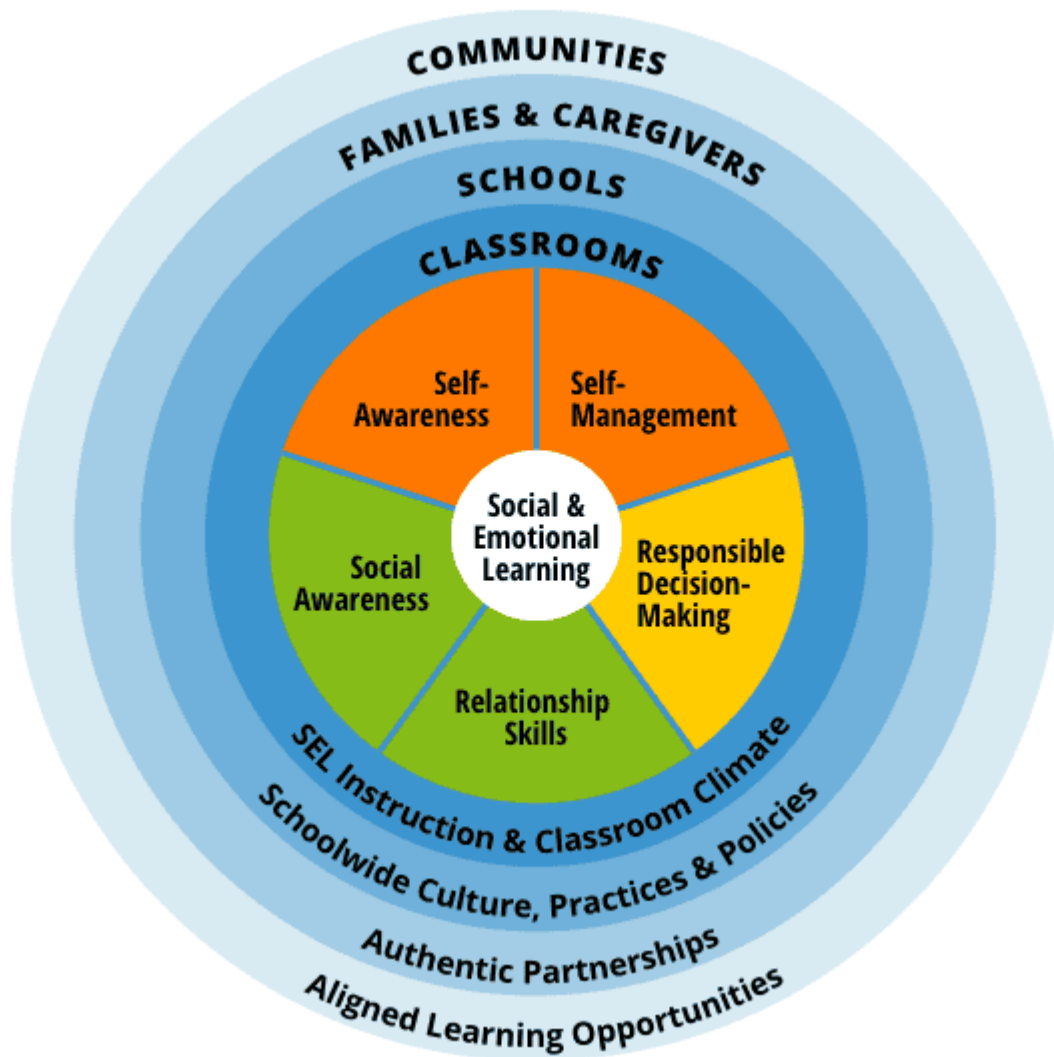 COMMUNITIES
FAMILIES & CAREGIVERS
SCHOOLS
CLASSROOMS
Self-
Awareness
Self-
Management
Social &
Emotional
Learning
Social
Awareness
Responsible
Decision-
Making
Relationship
Skills
SEL Instruction & Classroom Climate
Schoolwide Culture, Practices & Policies
Authentic Partnerships
Aligned Learning Opportunities